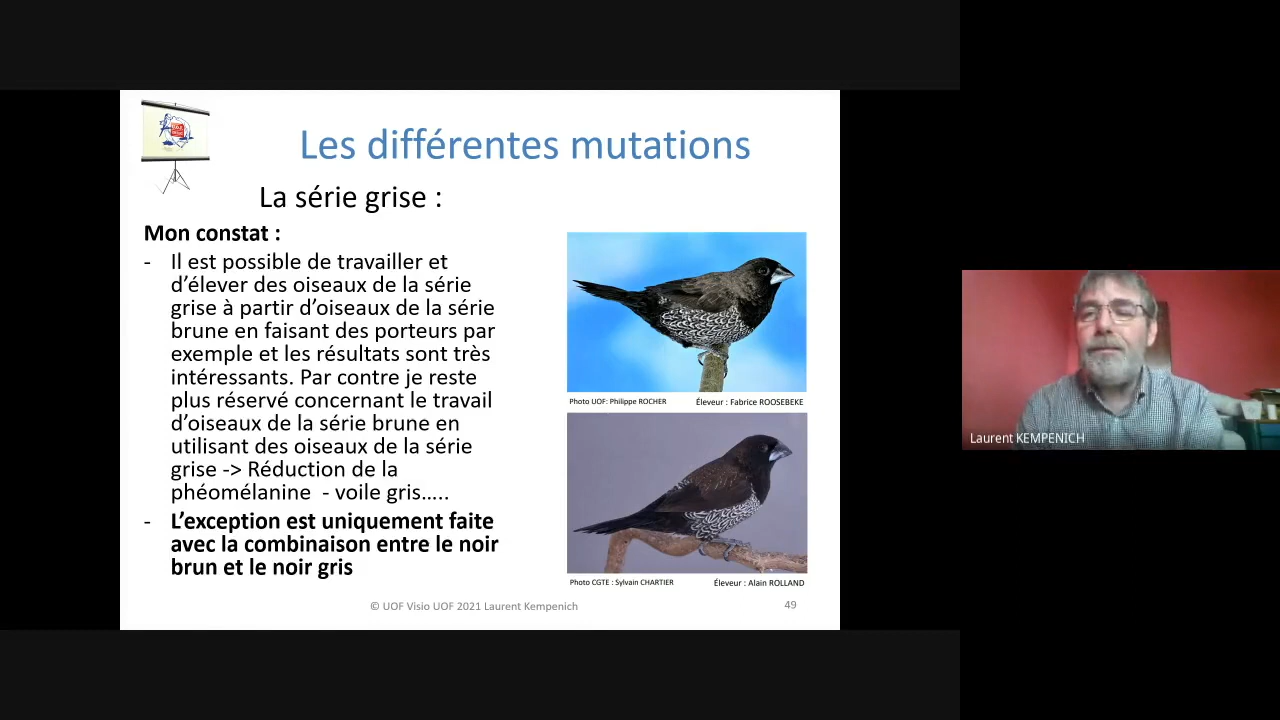 Les différentes mutations
La série grise :
Mon constat :
- Il est possible de travailler et
d’élever des oiseaux de la série
grise à partir d’oiseaux de la série
brune en faisant des porteurs par
exemple et les résultats sont très
intéressants. Par contre je reste
plus réservé concernant le travail
d’oiseaux de la série brune en
utilisant des oiseaux de la série
grise -> Réduction de la
phéomélanine - voile gris.....
- L’exception est uniquement faite
avec la combinaison entre le noir
brun et le noir gris
Photo UOF: Philippe ROCHER Éleveur : Fabrice ROOSEBEKE
Photo CGTE : Sylvain CHARTIER Éleveur : Alain ROLLAND
© UOF Visio UOF 2021 Laurent Kempenich
49
Laurent KEMPENICH